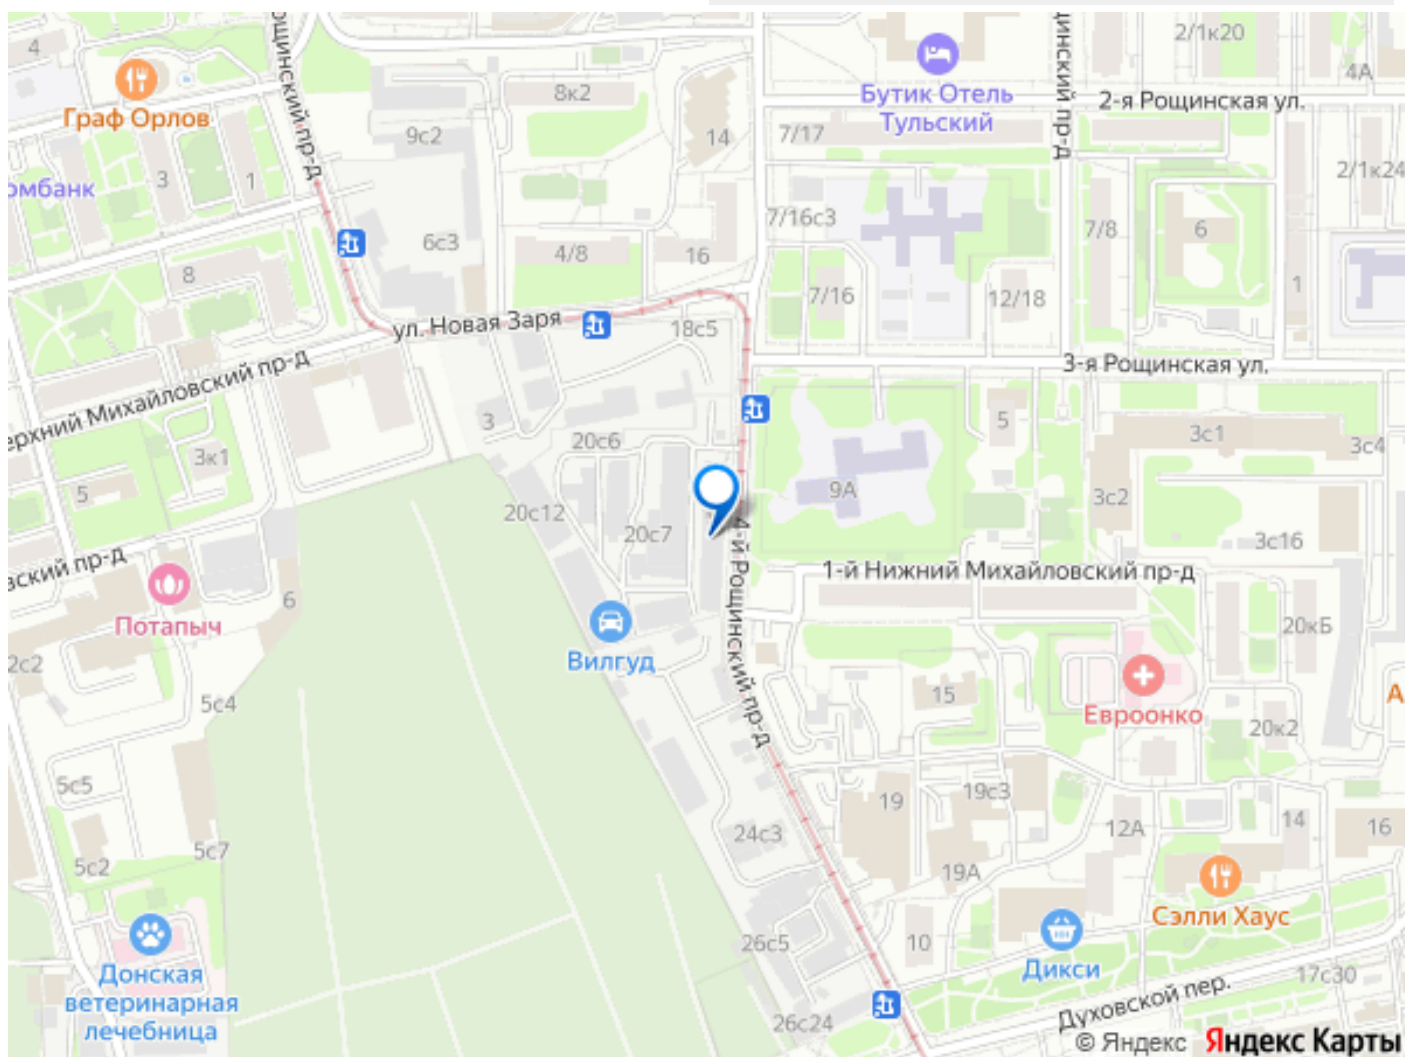 4
Граф Орлов
ощинский пр-д
9с2
8к2
14
Бутик Отель
Тульский
7/17
инский пр-д
2/1к20
4А
2-я Рощинская ул.
2/1к24
омбанк
3
1
6с3
4/8
16
7/16с3
7/16
12/18
7/8
6
1
8
ул. Новая Заря
18с5
3-я Рощинская ул.
ерхний Михайловский пр-д
3к1
5
3
20с6
20с12
20с7
9А
5
3с1
3с4
3с2
3с16
4-й Рощинский пр-д
1-й Нижний Михайловский пр-д
вский пр-д
Потапыч
6
2с2
5с4
Вилгуд
15
Евроонко
20кБ
20к2
А
5с5
5с2
5с7
24с3
19
19с3
19А
12А
14
16
Сэлли Хаус
26с5
10
Дикси
17с30
Духовской пер.
26с24
Донская
ветеринарная
лечебница
© Яндекс Яндекс Карты